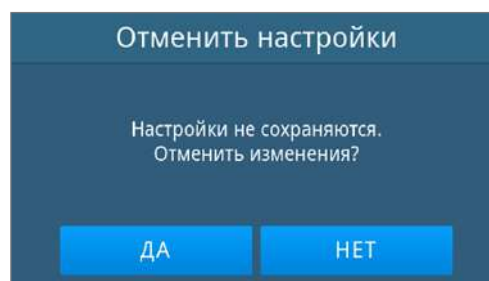 Отменить настройки
Настройки не сохраняются.
Отменить изменения?
ДА
НЕТ